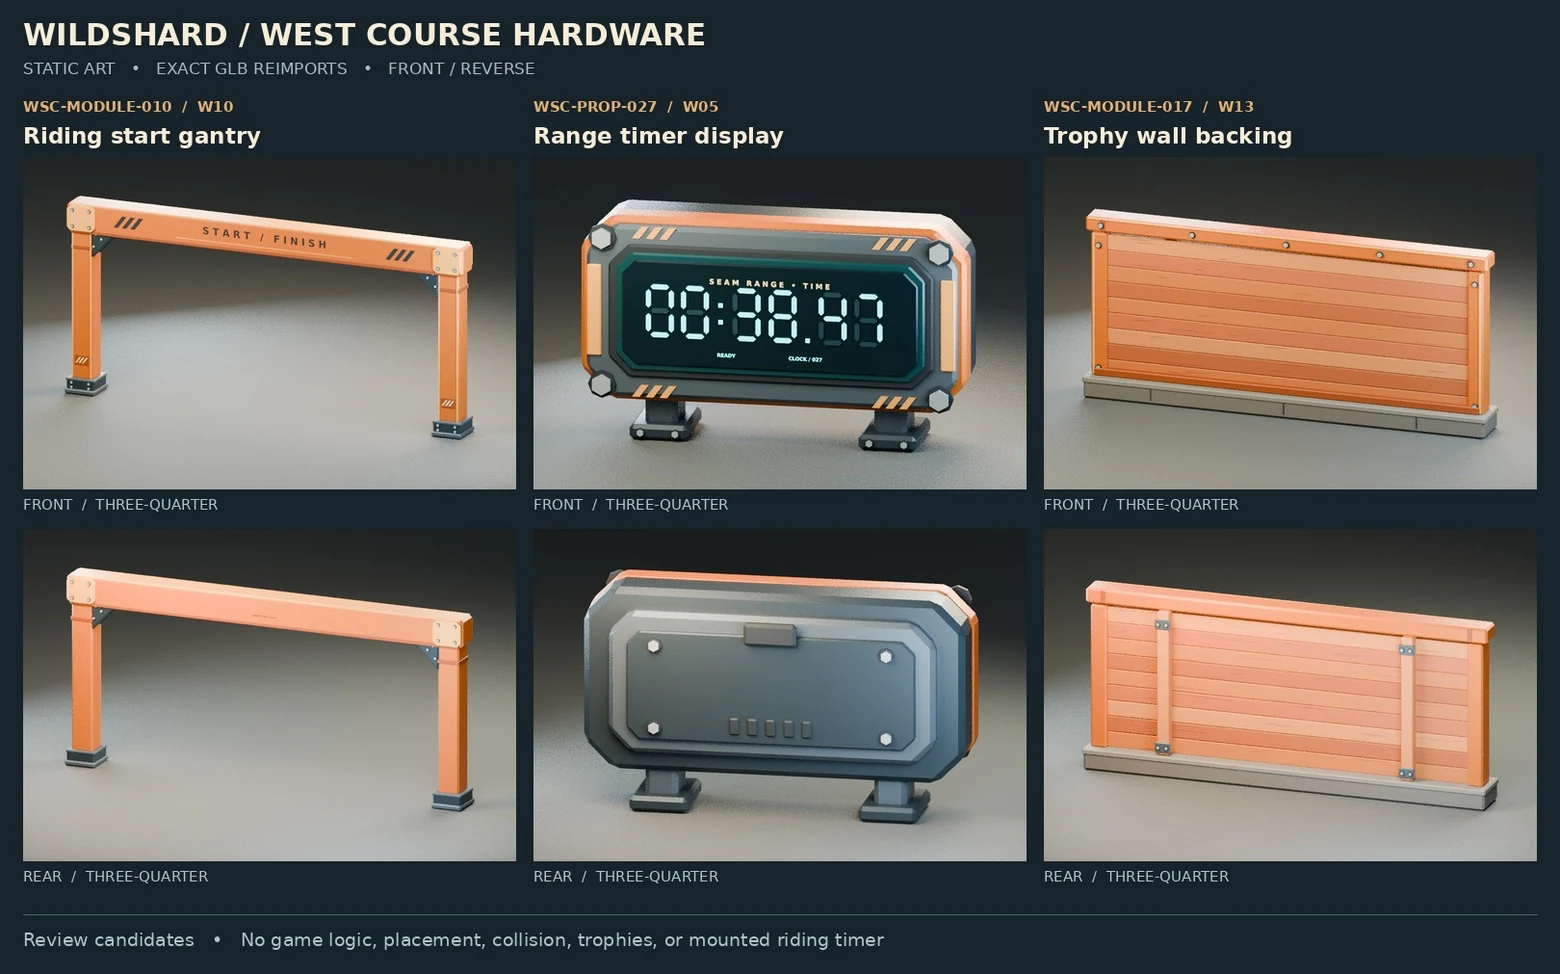 WILDSHARD / WEST COURSE HARDWARE
STATIC ART • EXACT GLB REIMPORTS • FRONT / REVERSE
WSC-MODULE-010 / W10
Riding start gantry
START / FINISH
FRONT / THREE-QUARTER
REAR / THREE-QUARTER
WSC-PROP-027 / W05
Range timer display
SEAM RANGE • TIME
00:38.47
READY
CLOCK / 027
FRONT / THREE-QUARTER
REAR / THREE-QUARTER
WSC-MODULE-017 / W13
Trophy wall backing
FRONT / THREE-QUARTER
REAR / THREE-QUARTER
Review candidates • No game logic, placement, collision, trophies, or mounted riding timer